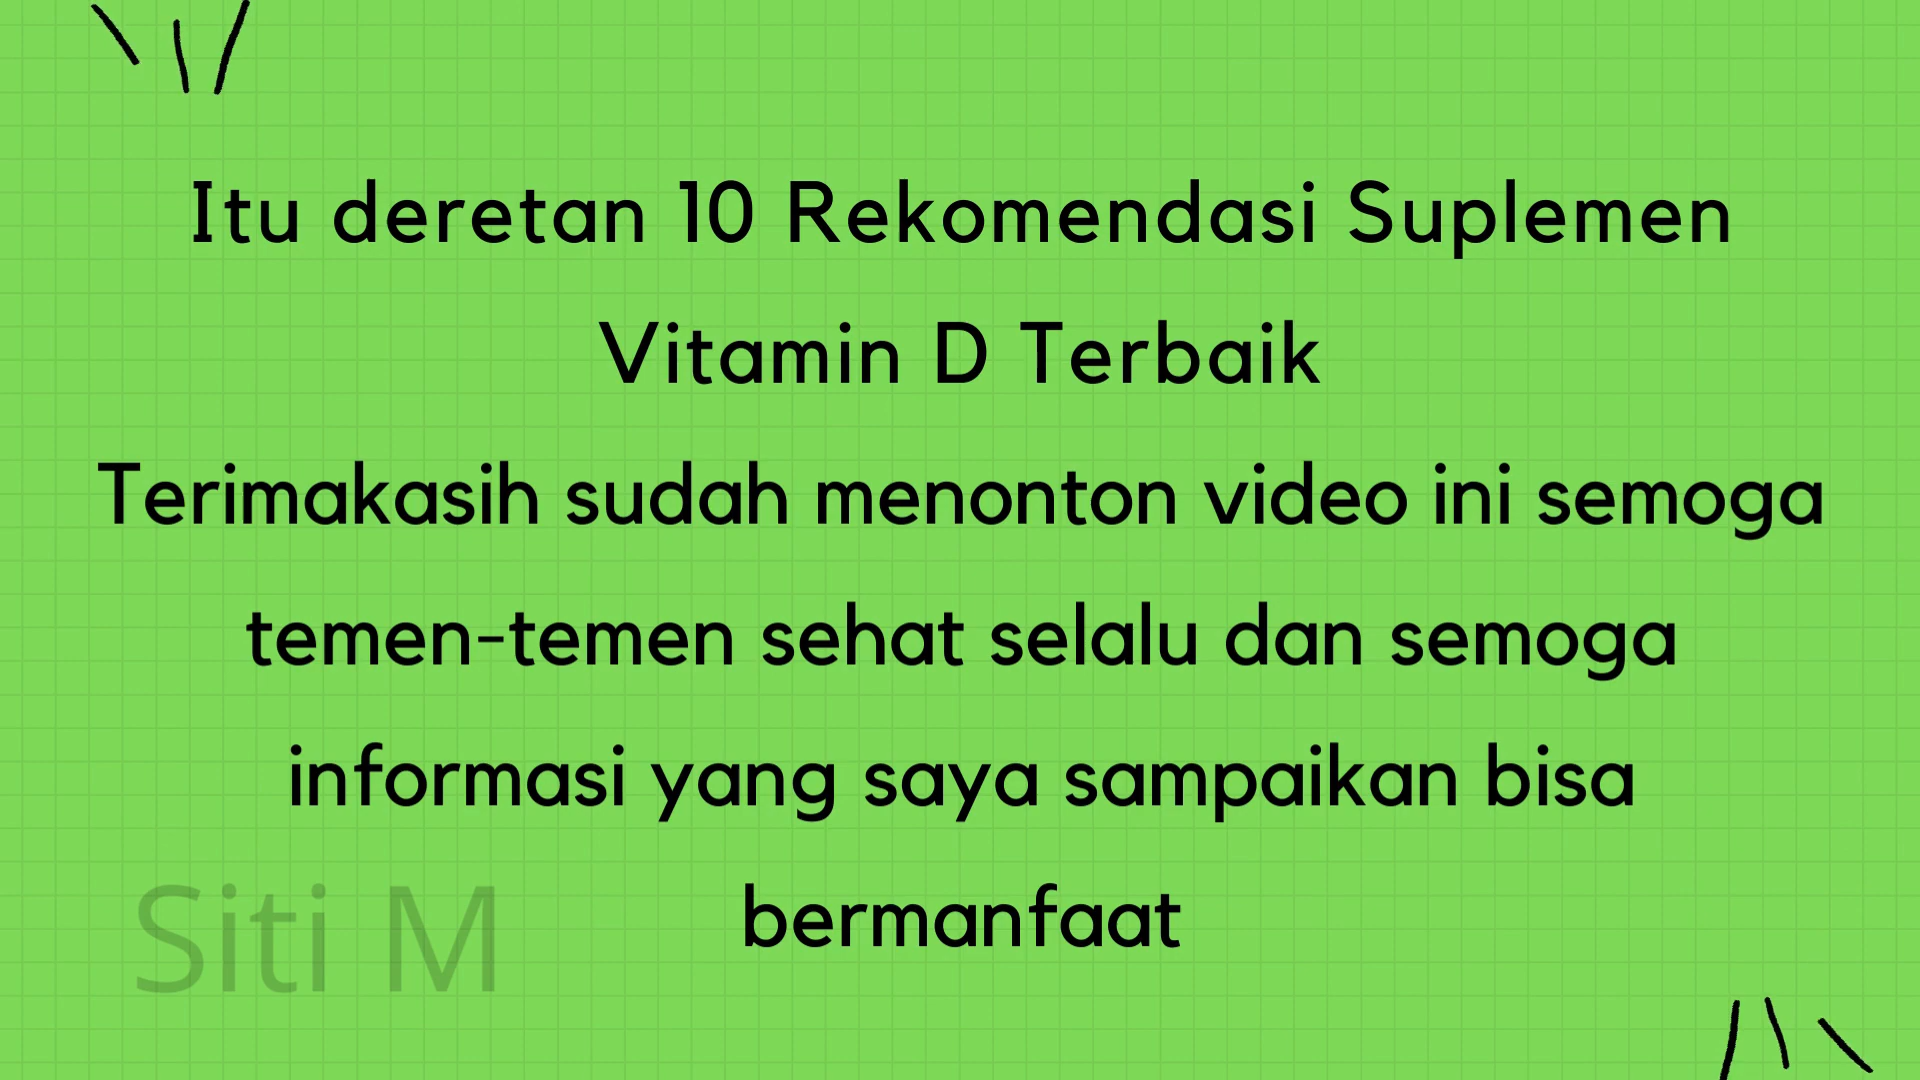 Itu deretan 10 Rekomendasi Suplemen
Vitamin D Terbaik
Terimakasih sudah menonton video ini semoga
temen-temen sehat selalu dan semoga
informasi yang saya sampaikan bisa
bermanfaat
Siti M